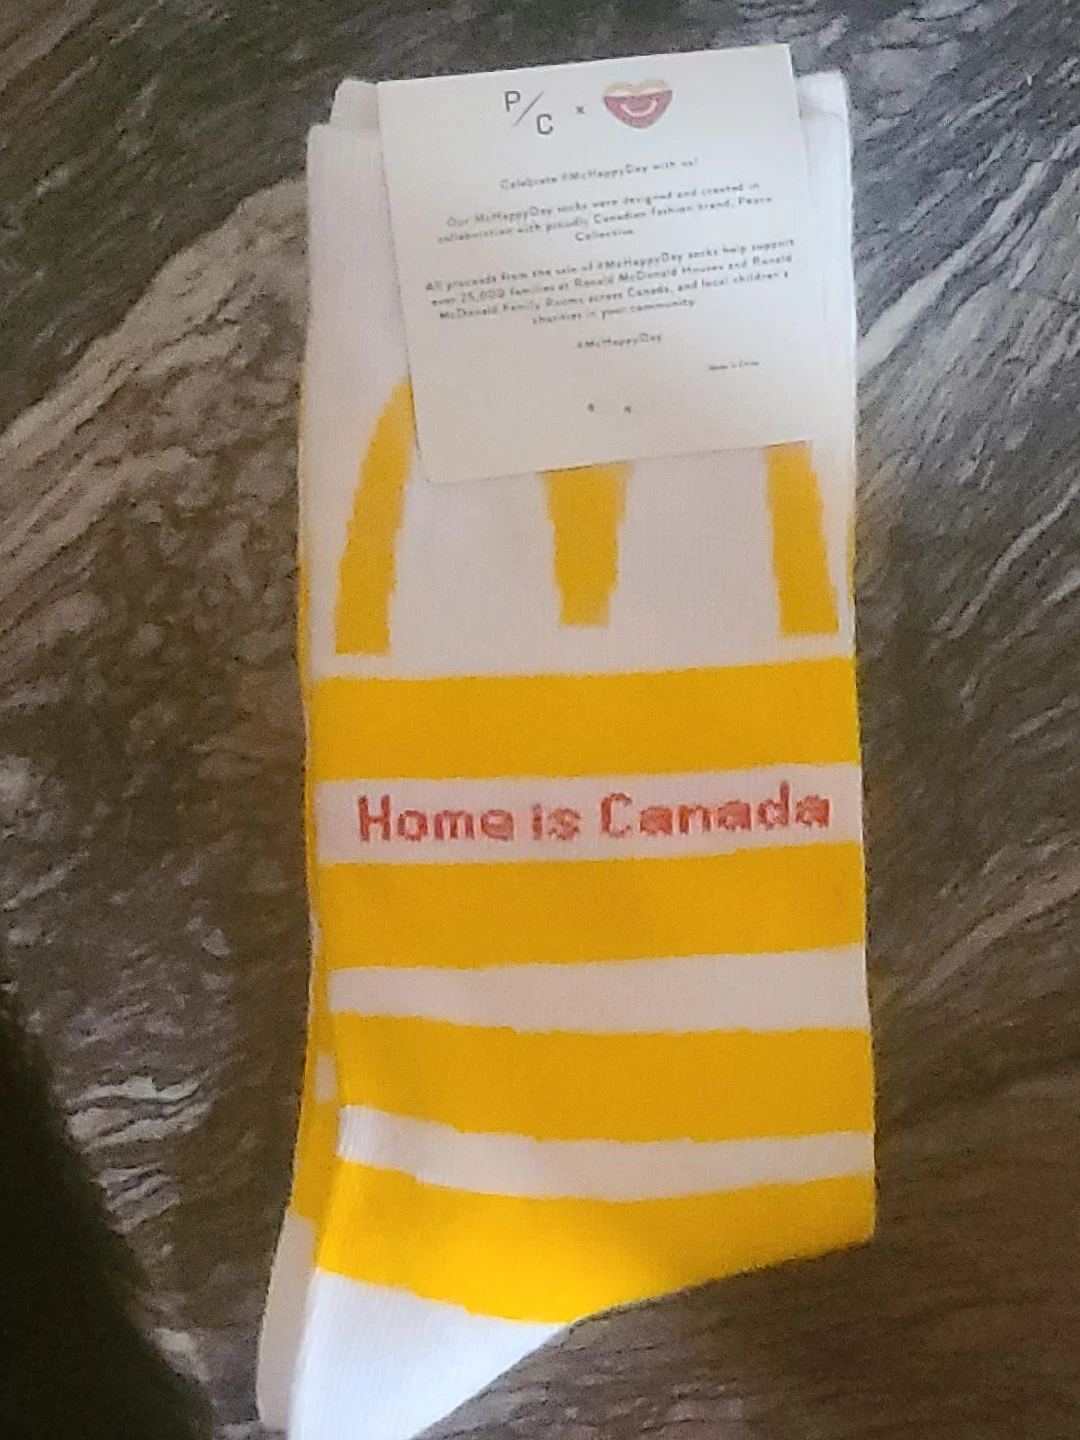 P/C x
Celebrate #McHappyDay with us!
Our McHappyDay socks were designed and created in
collaboration with proudly Canadian fashion brand, Peace
Collective.
All proceeds from the sale of #McHappyDay socks help support
over 25,000 families at Ronald McDonald Houses and Ronald
McDonald Family Rooms across Canada, and local children's
charities in your community.
#McHappyDay
Made in China
Home is Canada